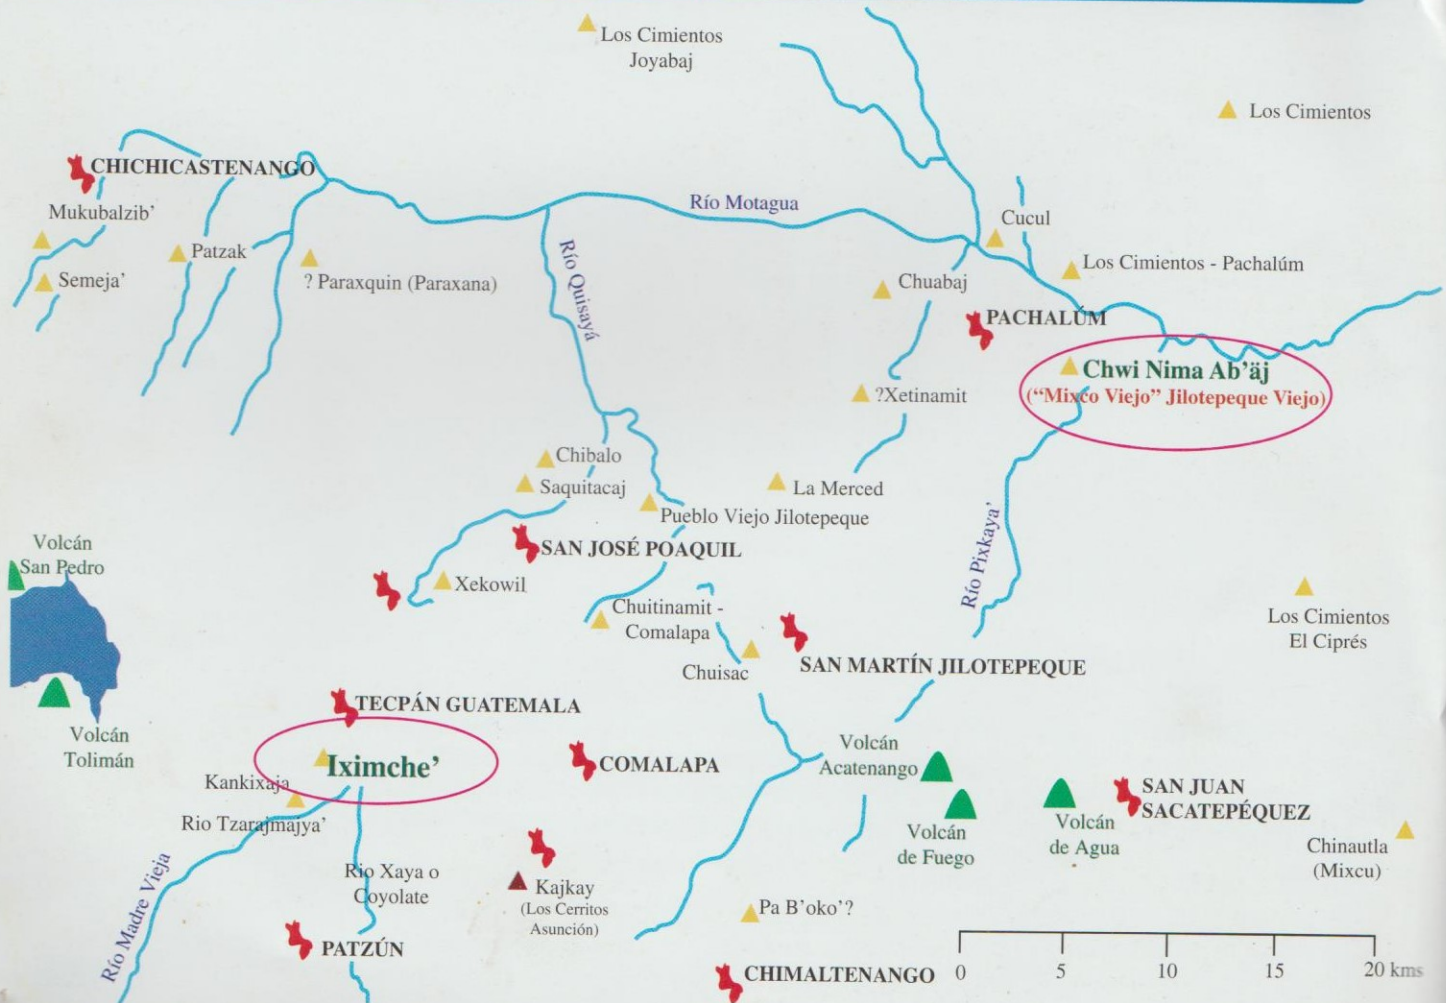 Los Cimientos
Joyabaj
Los Cimientos
CHICHICASTENANGO
Mukubalzib’
Río Motagua
Cucul
Patzak
Semeja’
? Paraxquin (Paraxana)
Río Quisayá
Chuabaj
Los Cimientos - Pachalúm
PACHALÚM
Chwi Nima Ab’äj
(“Mixco Viejo” Jilotepeque Viejo)
?Xetinamit
Chibalo
Saquitacaj
La Merced
Pueblo Viejo Jilotepeque
SAN JOSÉ POAQUIL
Río Pixkaya’
Volcán
San Pedro
Xekowil
Chuitinamit -
Comalapa
Los Cimientos
El Ciprés
Chuisac
SAN MARTÍN JILOTEPEQUE
TECPÁN GUATEMALA
Volcán
Tolimán
Iximche’
Kankixaja
COMALAPA
Volcán
Acatenango
SAN JUAN
SACATEPÉQUEZ
Rio Tzarajmajya’
Volcán
de Fuego
Volcán
de Agua
Chinautla
(Mixcu)
Río Madre Vieja
Rio Xaya o
Coyolate
Kajkay
(Los Cerritos
Asunción)
Pa B’oko’?
PATZÚN
CHIMALTENANGO
0 5 10 15 20 kms